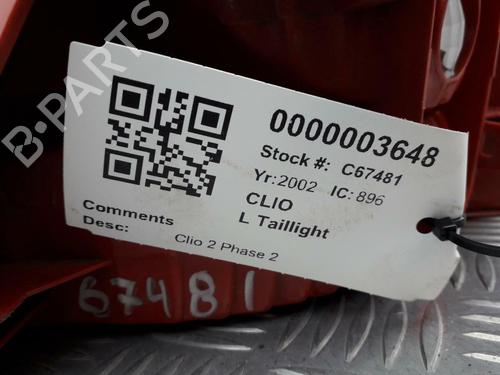 B-PARTS
0000003648
Stock #: C67481
Yr:2002 IC:896
CLIO
L Taillight
Comments
Desc: Clio 2 Phase 2
67481